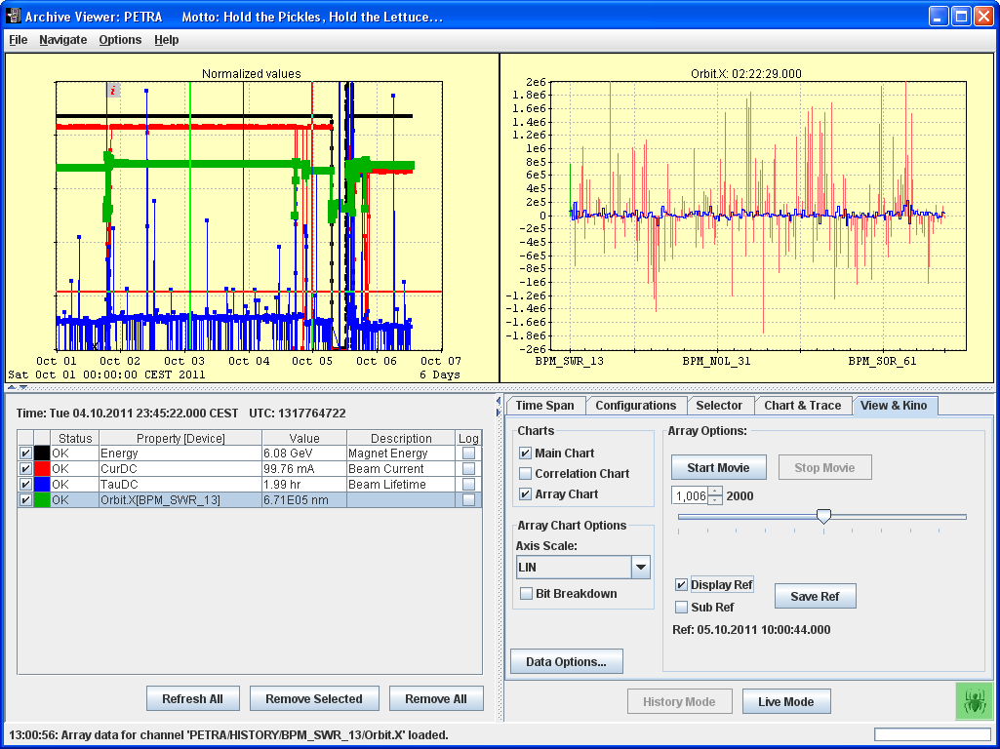 Archive Viewer: PETRA Motto: Hold the Pickles, Hold the Lettuce...
File Navigate Options Help
Normalized values
i
Oct 01 Oct 02 Oct 03 Oct 04 Oct 05 Oct 06 Oct 07
Sat Oct 01 00:00:00 CEST 2011 6 Days
Orbit.X: 02:22:29.000
2e6
1.8e6
1.6e6
1.4e6
1.2e6
1e6
8e5
6e5
4e5
2e5
0
-2e5
-4e5
-6e5
-8e5
-1e6
-1.2e6
-1.4e6
-1.6e6
-1.8e6
-2e6
BPM_SWR_13 BPM_NOL_31 BPM_SOR_61
Time: Tue 04.10.2011 23:45:22.000 CEST UTC: 1317764722
Status Property [Device] Value Description Log
OK Energy 6.08 GeV Magnet Energy
OK CurDC 99.76 mA Beam Current
OK TauDC 1.99 hr Beam Lifetime
OK Orbit.X[BPM_SWR_13] 6.71E05 nm
Refresh All Remove Selected Remove All
Time Span Configurations Selector Chart & Trace View & Kino
Charts
Main Chart
Correlation Chart
Array Chart
Array Chart Options
Axis Scale:
LIN
Bit Breakdown
Data Options...
Array Options:
Start Movie Stop Movie
1,006 2000
Display Ref
Sub Ref
Save Ref
Ref: 05.10.2011 10:00:44.000
History Mode Live Mode
13:00:56: Array data for channel 'PETRA/HISTORY/BPM_SWR_13/Orbit.X' loaded.